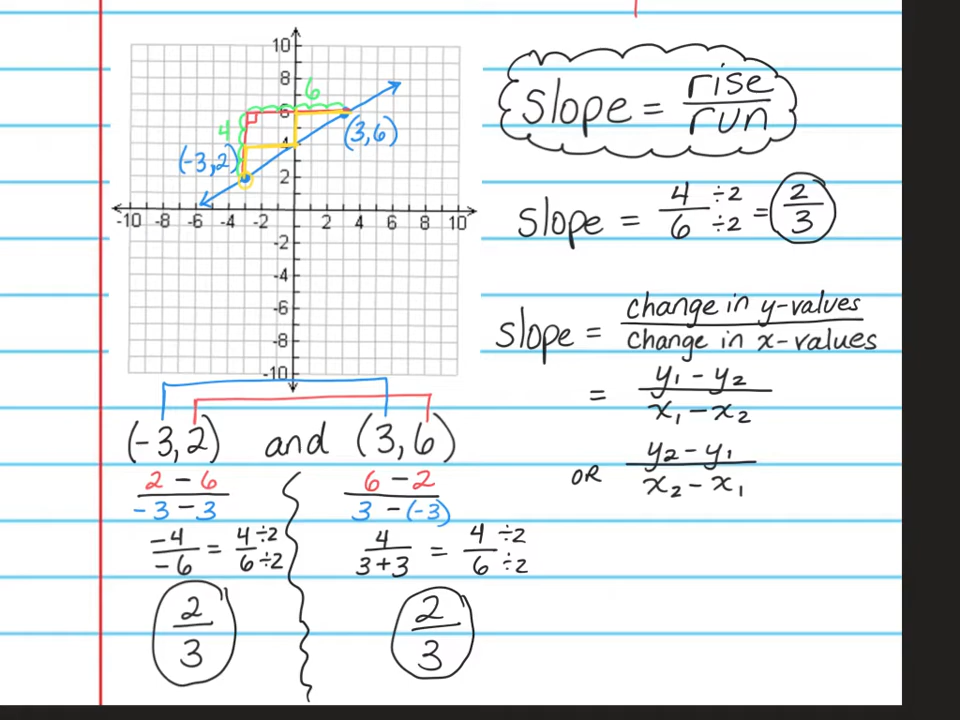 10
8
6
4
2
-10 -8 -6 -4 -2 2 4 6 8 10
-2
-4
-6
-8
-10
6
4
(-3,2)
(3,6)
slope = rise
run
slope = 4 ÷2 = 2
6 ÷2 3
slope = change in y-values
change in x-values
= y₁ - y₂
x₁ - x₂
OR y₂ - y₁
x₂ - x₁
(-3,2) and (3,6)
2 - 6
-3 - 3
-4 = 4 ÷2
-6 6 ÷2
2
3
6 - 2
3 - (-3)
4 = 4 ÷2
3+3 6 ÷2
2
3